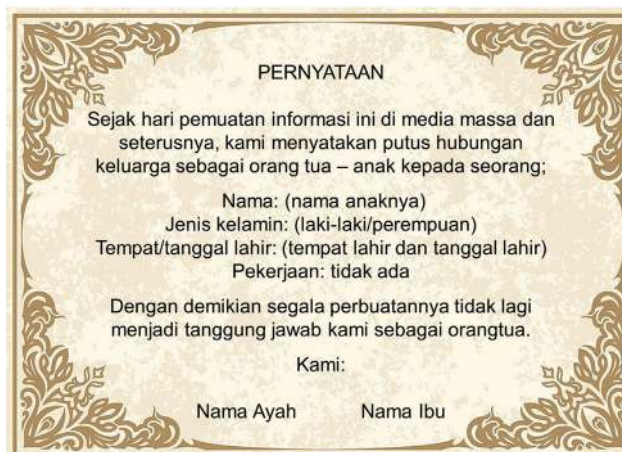 PERNYATAAN
Sejak hari pemuatan informasi ini di media massa dan
seterusnya, kami menyatakan putus hubungan
keluarga sebagai orang tua – anak kepada seorang;
Nama: (nama anaknya)
Jenis kelamin: (laki-laki/perempuan)
Tempat/tanggal lahir: (tempat lahir dan tanggal lahir)
Pekerjaan: tidak ada
Dengan demikian segala perbuatannya tidak lagi
menjadi tanggung jawab kami sebagai orangtua.
Kami:
Nama Ayah Nama Ibu